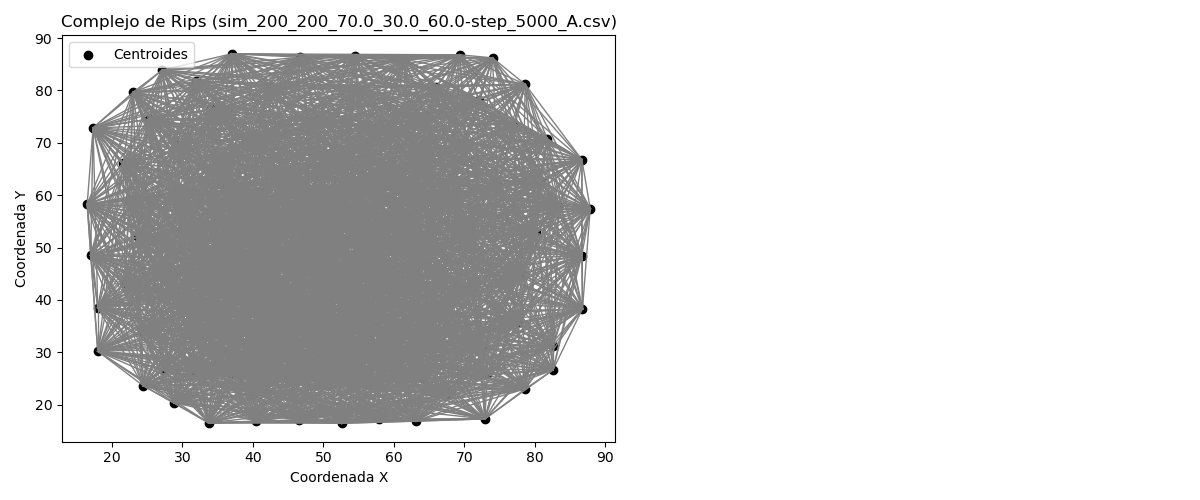 Complejo de Rips (sim_200_200_70.0_30.0_60.0-step_5000_A.csv)
Centroides
Coordenada Y
90
80
70
60
50
40
30
20
20 30 40 50 60 70 80 90
Coordenada X